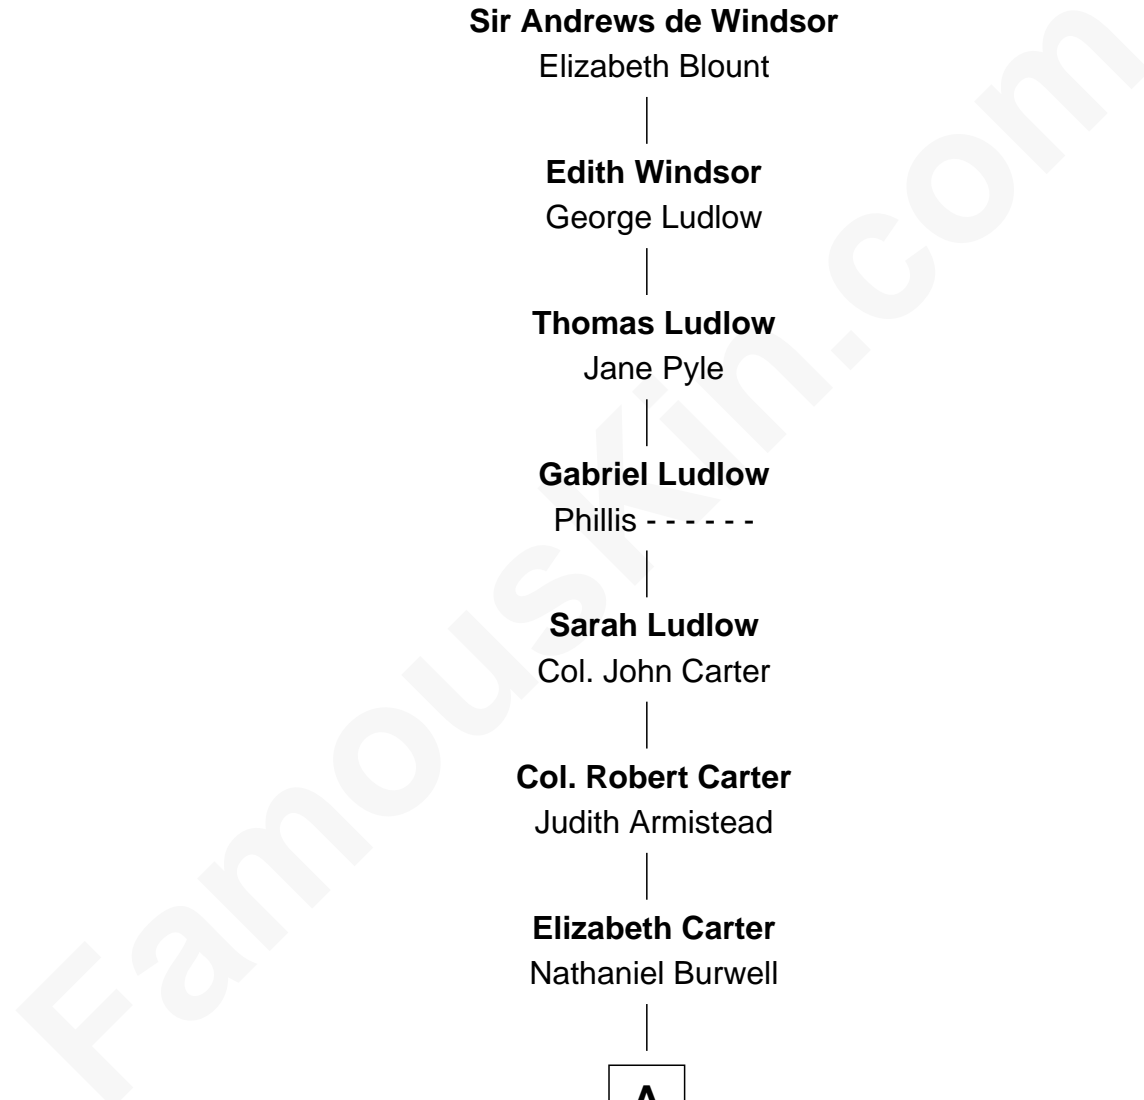 Sir Andrews de Windsor
Elizabeth Blount
Edith Windsor
George Ludlow
Thomas Ludlow
Jane Pyle
Gabriel Ludlow
Phillis - - - - - -
Sarah Ludlow
Col. John Carter
Col. Robert Carter
Judith Armistead
Elizabeth Carter
Nathaniel Burwell
A
FamousKin.com